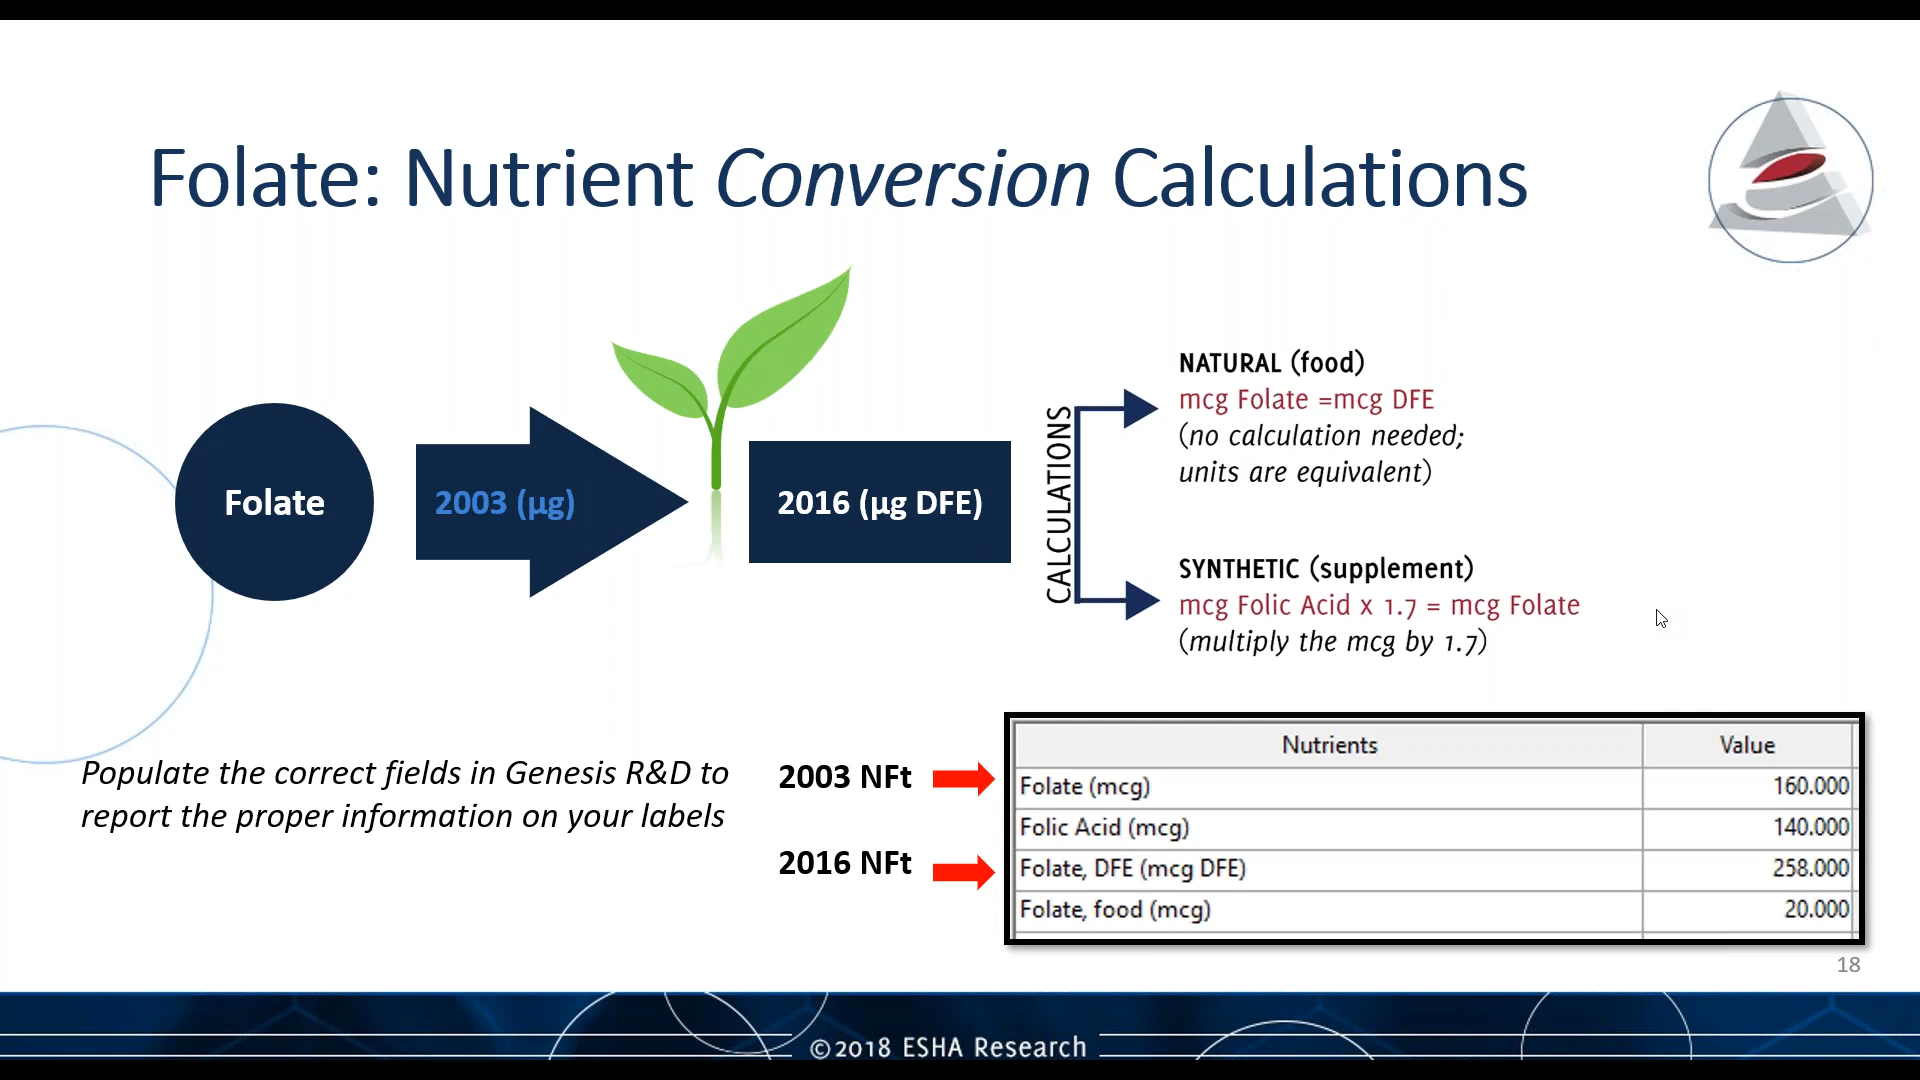 Folate: Nutrient Conversion Calculations
Folate
2003 (µg)
2016 (µg DFE)
CALCULATIONS
NATURAL (food)
mcg Folate =mcg DFE
(no calculation needed;
units are equivalent)
SYNTHETIC (supplement)
mcg Folic Acid x 1.7 = mcg Folate
(multiply the mcg by 1.7)
Populate the correct fields in Genesis R&D to
report the proper information on your labels
2003 NFt
2016 NFt
Nutrients Value
Folate (mcg) 160.000
Folic Acid (mcg) 140.000
Folate, DFE (mcg DFE) 258.000
Folate, food (mcg) 20.000
18
©2018 ESHA Research